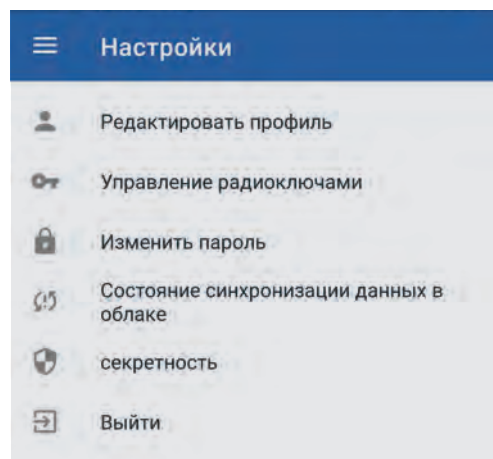 Настройки
Редактировать профиль
Управление радиоключами
Изменить пароль
Состояние синхронизации данных в
облаке
секретность
Выйти